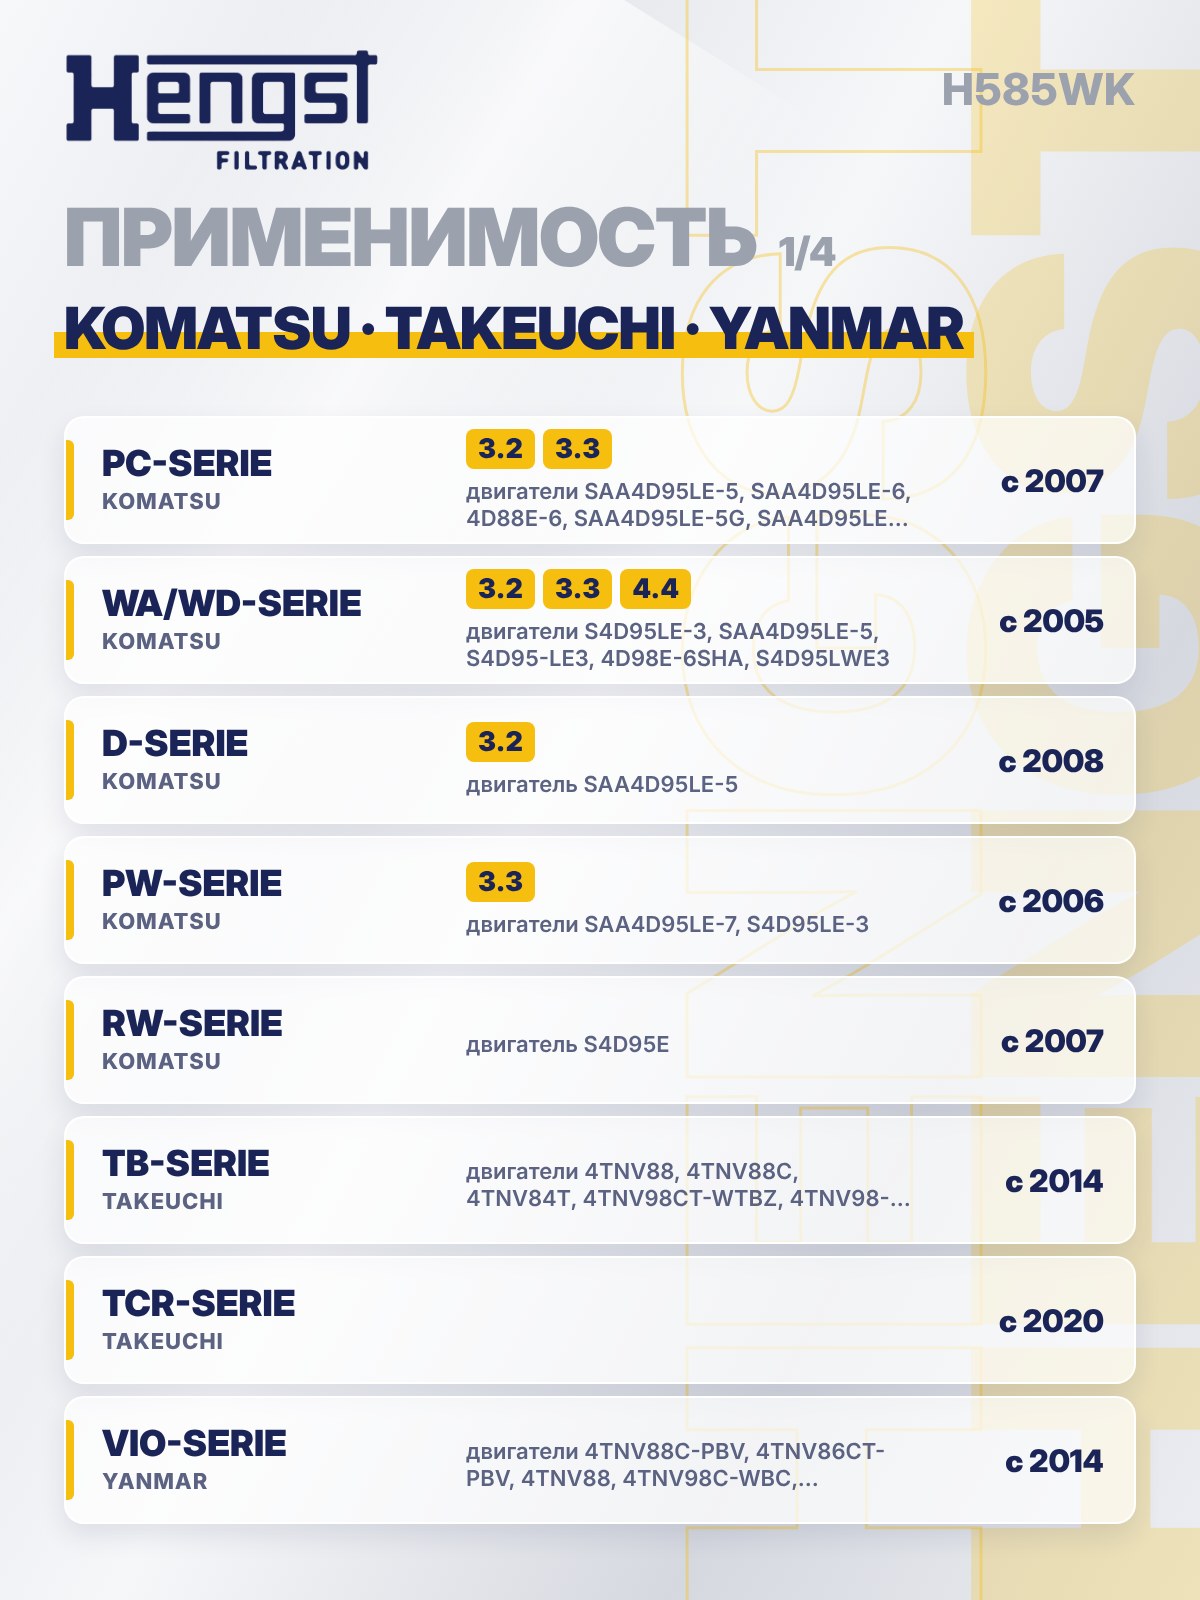 Hengst
FILTRATION
H585WK
ПРИМЕНИМОСТЬ 1/4
KOMATSU · TAKEUCHI · YANMAR
PC-SERIE
KOMATSU
3.2 3.3
двигатели SAA4D95LE-5, SAA4D95LE-6,
4D88E-6, SAA4D95LE-5G, SAA4D95LE...
с 2007
WA/WD-SERIE
KOMATSU
3.2 3.3 4.4
двигатели S4D95LE-3, SAA4D95LE-5,
S4D95-LE3, 4D98E-6SHA, S4D95LWE3
с 2005
D-SERIE
KOMATSU
3.2
двигатель SAA4D95LE-5
с 2008
PW-SERIE
KOMATSU
3.3
двигатели SAA4D95LE-7, S4D95LE-3
с 2006
RW-SERIE
KOMATSU
двигатель S4D95E
с 2007
TB-SERIE
TAKEUCHI
двигатели 4TNV88, 4TNV88C,
4TNV84T, 4TNV98CT-WTBZ, 4TNV98-...
с 2014
TCR-SERIE
TAKEUCHI
с 2020
VIO-SERIE
YANMAR
двигатели 4TNV88C-PBV, 4TNV86CT-
PBV, 4TNV88, 4TNV98C-WBC,...
с 2014
HENGST